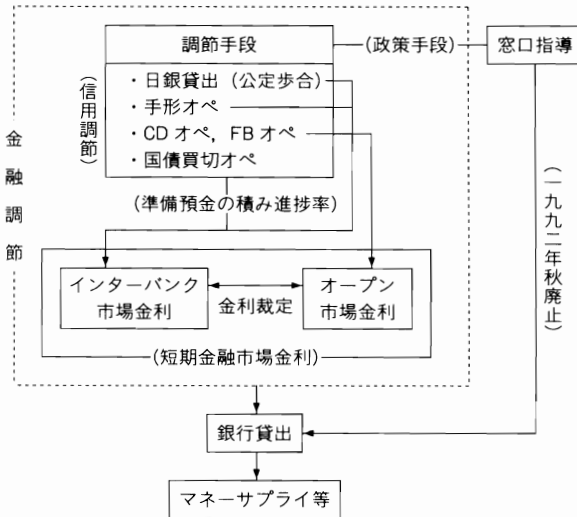 調節手段
(政策手段)
窓口指導
・日銀貸出（公定歩合）
・手形オペ
・CDオペ，FBオペ
・国債買切オペ
(信用調節)
金融調節
(準備預金の積み進捗率)
(一九九二年秋廃止)
インターバンク
市場金利
金利裁定
オープン
市場金利
(短期金融市場金利)
銀行貸出
マネーサプライ等